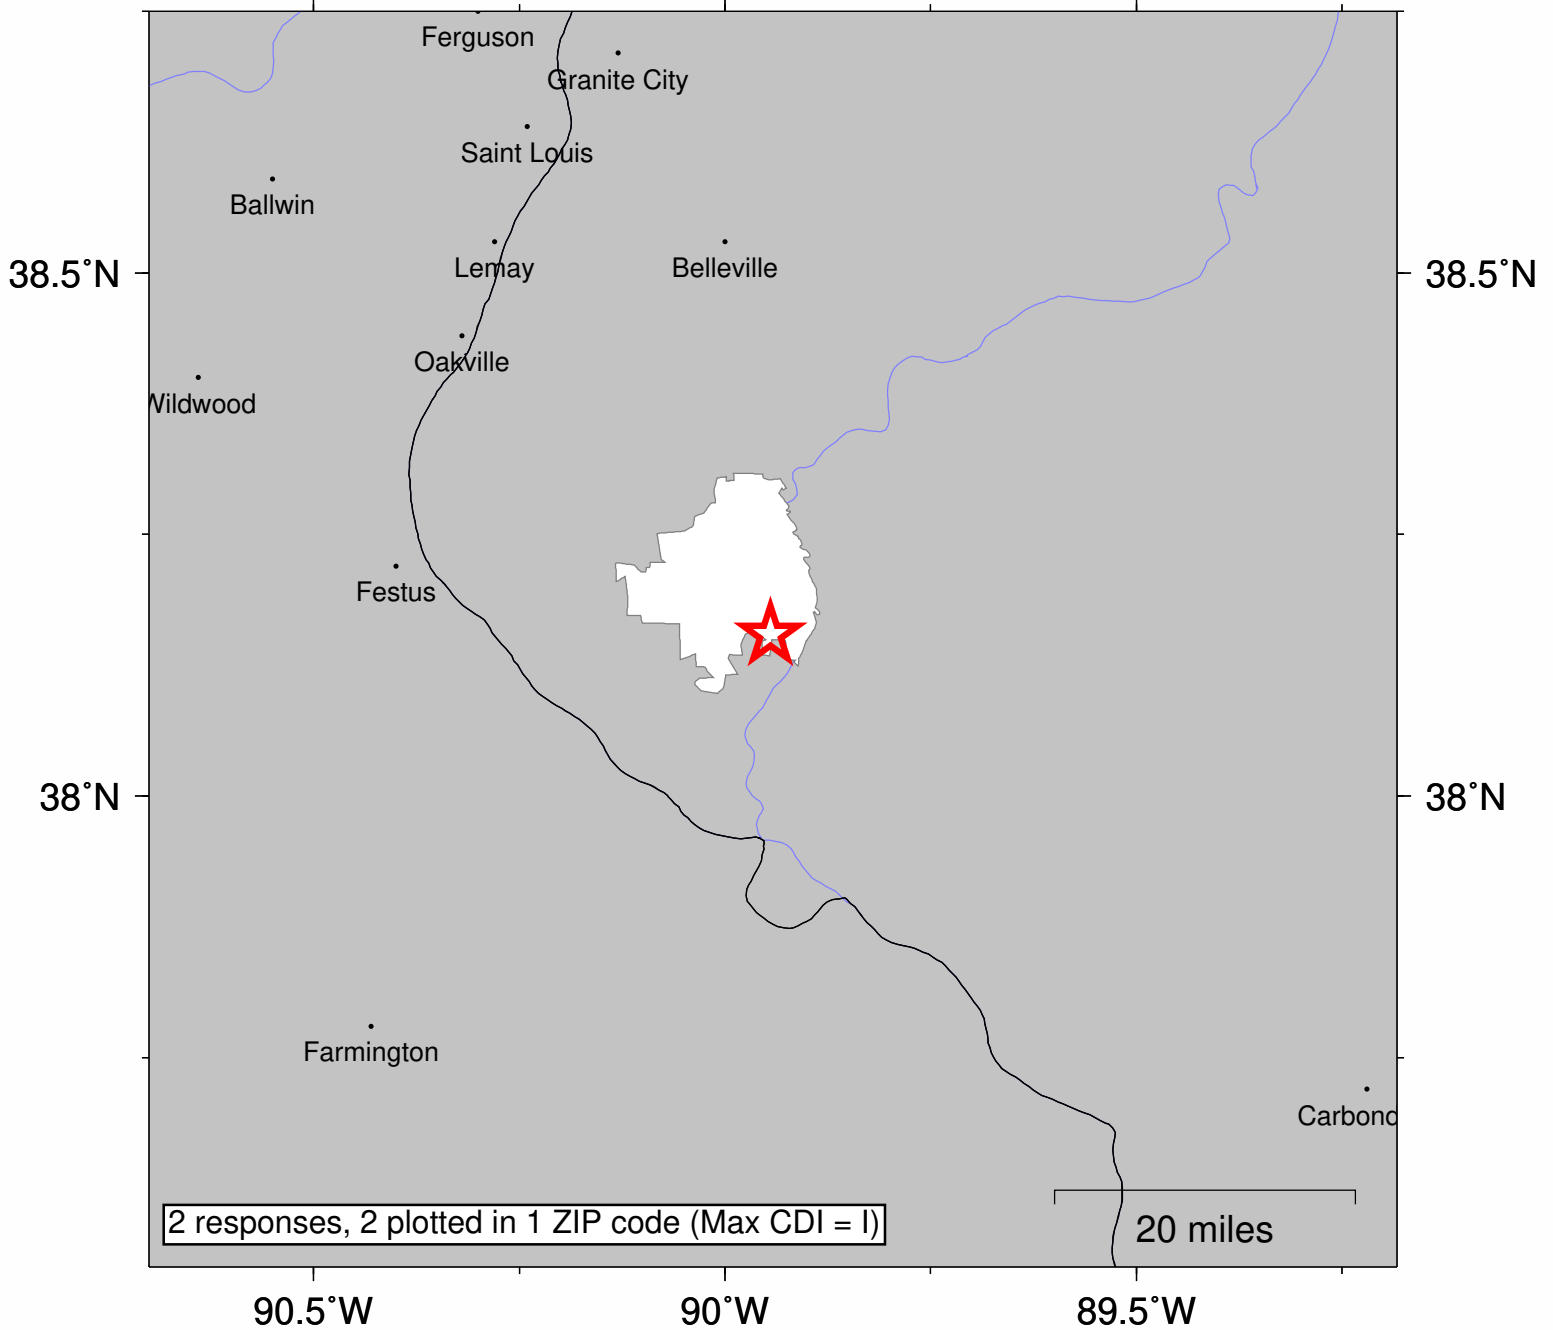 Ferguson
Granite City
Saint Louis
Ballwin
Lemay
Belleville
38.5°N
38.5°N
Oakville
Wildwood
Festus
38°N
38°N
Farmington
Carbond
2 responses, 2 plotted in 1 ZIP code (Max CDI = I)
20 miles
90.5°W
90°W
89.5°W